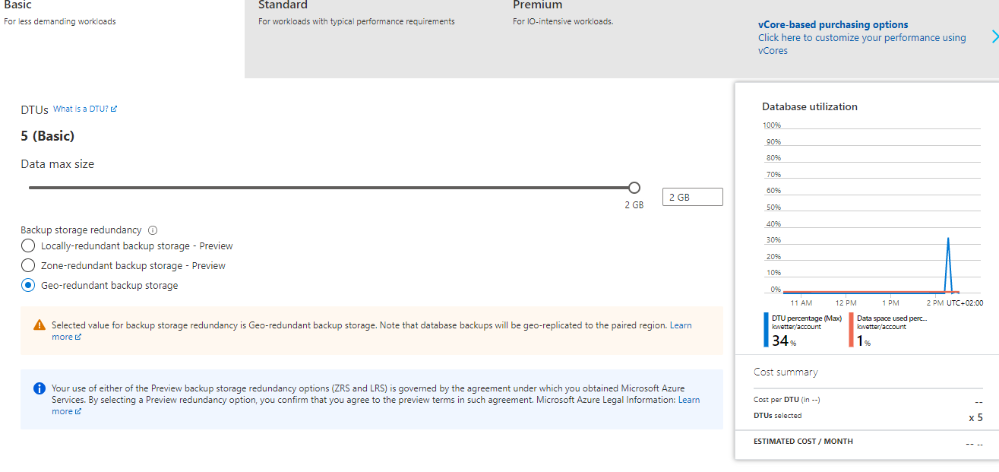 Basic
For less demanding workloads
Standard
For workloads with typical performance requirements
Premium
For IO-intensive workloads.
vCore-based purchasing options
Click here to customize your performance using
vCores
DTUs What is a DTU?
5 (Basic)
Data max size
2 GB
2 GB
Backup storage redundancy
Locally-redundant backup storage - Preview
Zone-redundant backup storage - Preview
Geo-redundant backup storage
Selected value for backup storage redundancy is Geo-redundant backup storage. Note that database backups will be geo-replicated to the paired region. Learn
more
Your use of either of the Preview backup storage redundancy options (ZRS and LRS) is governed by the agreement under which you obtained Microsoft Azure
Services. By selecting a Preview redundancy option, you confirm that you agree to the preview terms in such agreement. Microsoft Azure Legal Information: Learn
more
Database utilization
100%
90%
80%
70%
60%
50%
40%
30%
20%
10%
0%
11 AM 12 PM 1 PM 2 PM UTC+02:00
DTU percentage (Max)
kwetter/account
34 %
Data space used perc...
kwetter/account
1 %
Cost summary
Cost per DTU (in --) --
DTUs selected x 5
ESTIMATED COST / MONTH -- --